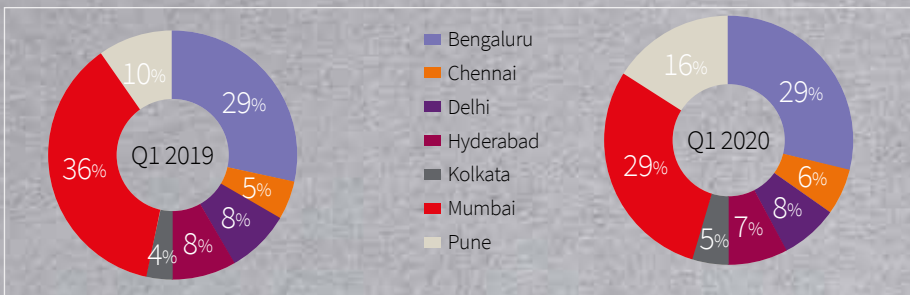 10%
29%
5%
8%
8%
4%
36%
Q1 2019
Bengaluru
Chennai
Delhi
Hyderabad
Kolkata
Mumbai
Pune
16%
29%
6%
8%
7%
5%
29%
Q1 2020